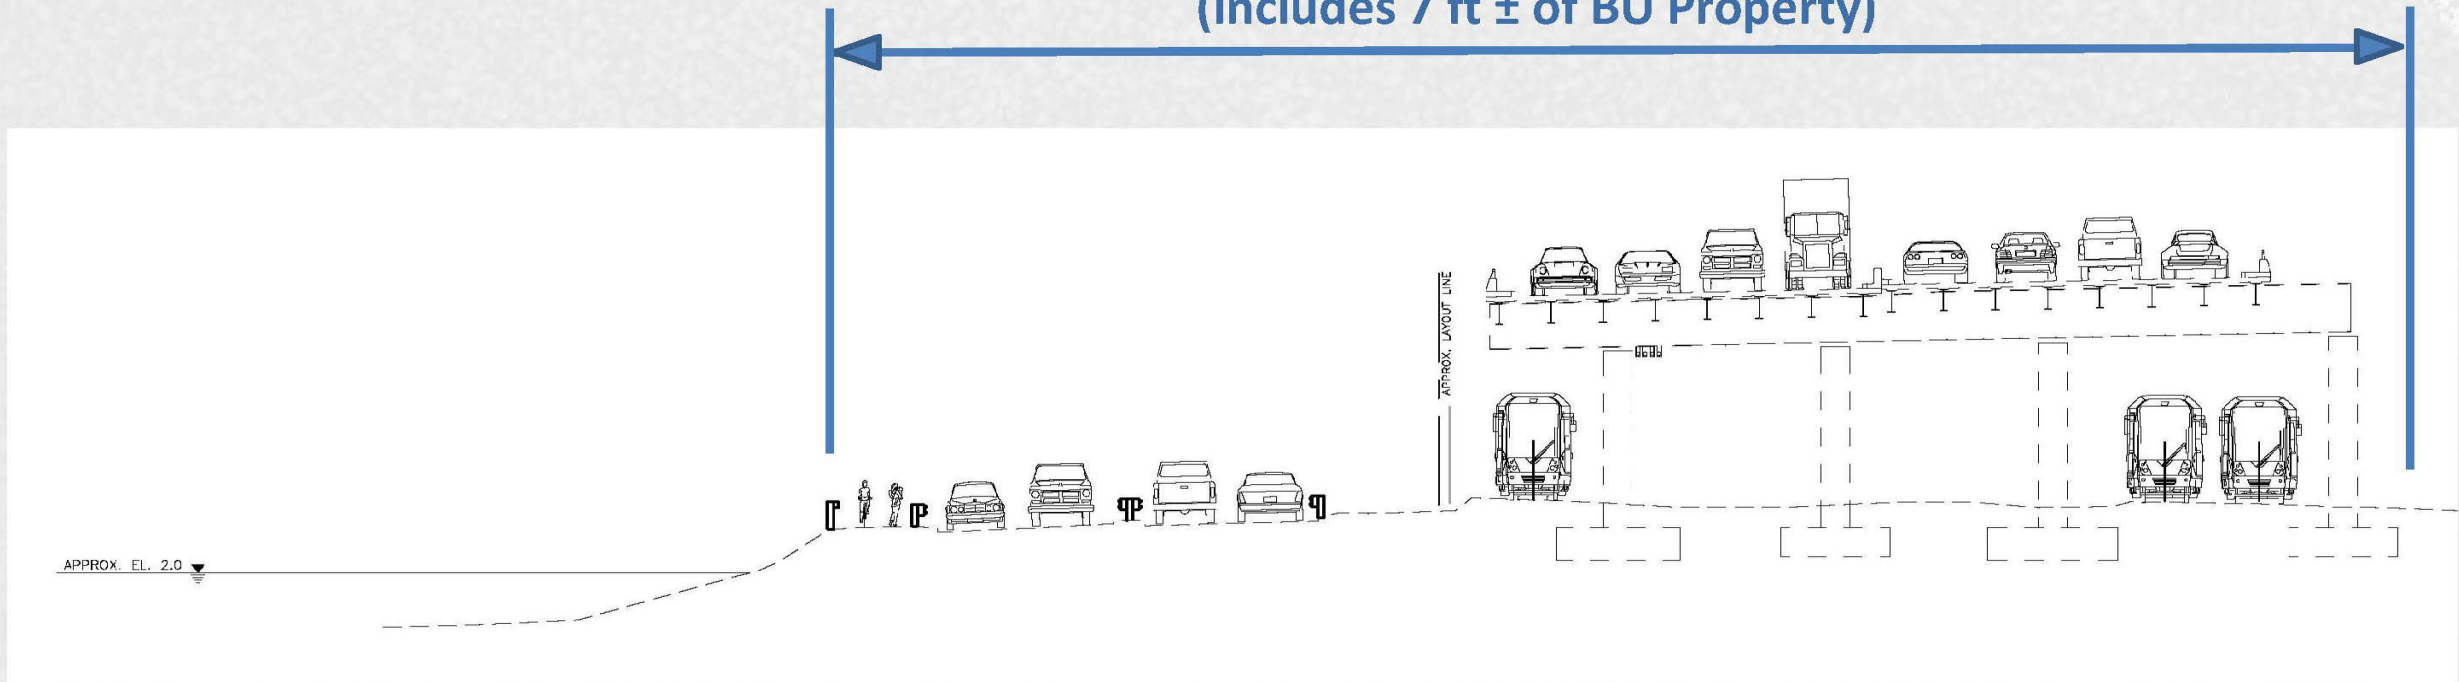 (Includes 7 ft ± of BU Property)
APPROX. LAYOUT LINE
APPROX. EL. 2.0